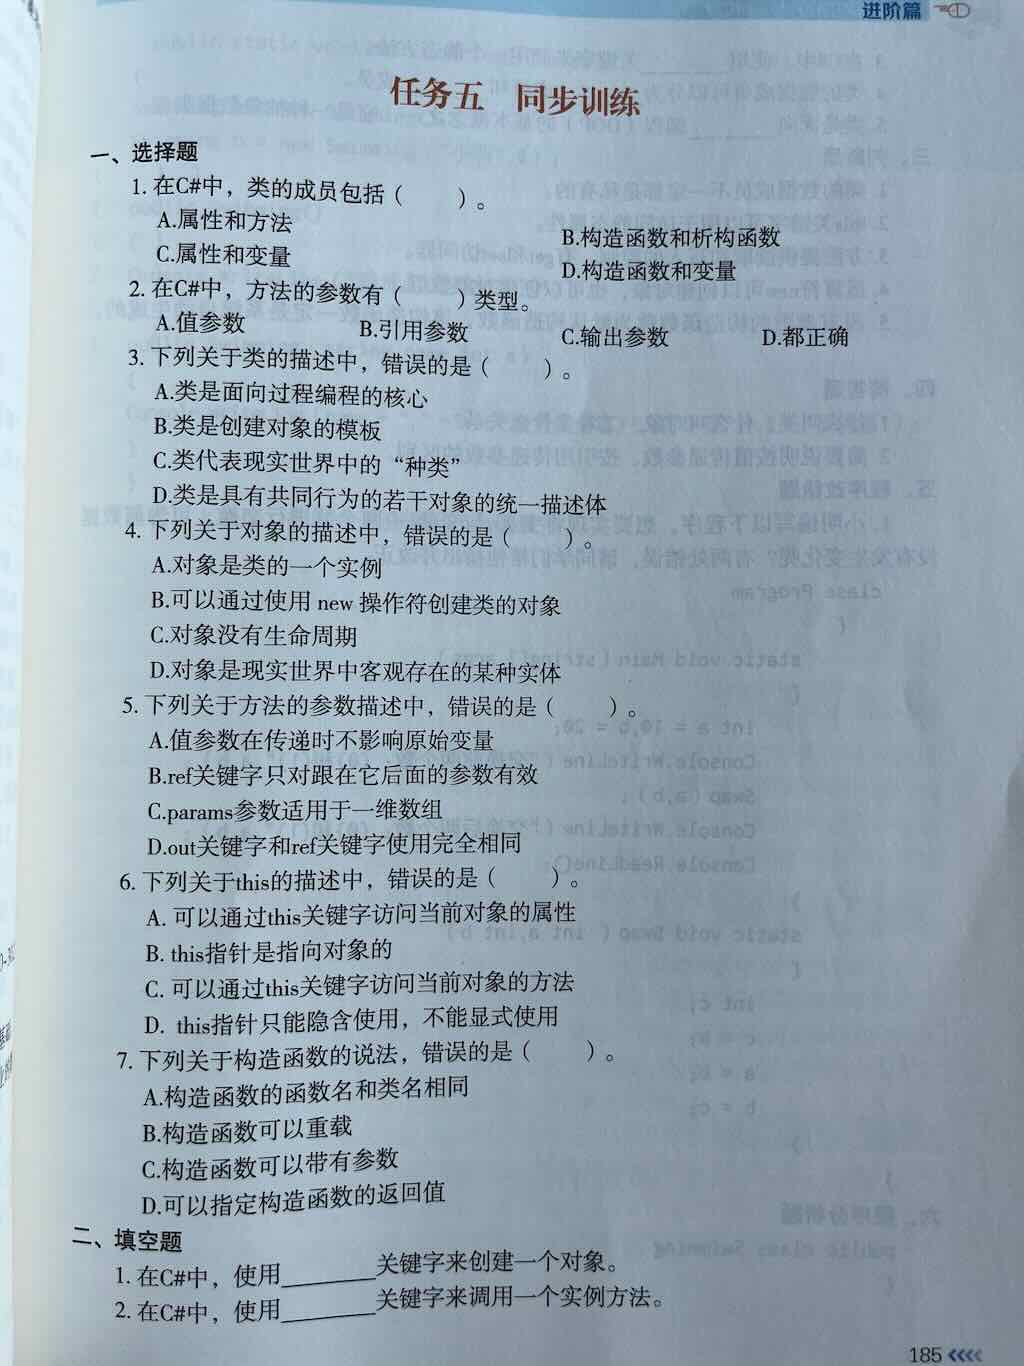 进阶篇
任务五 同步训练
一、选择题
1. 在C#中，类的成员包括（ ）。
A.属性和方法 B.构造函数和析构函数
C.属性和变量 D.构造函数和变量
2. 在C#中，方法的参数有（ ）类型。
A.值参数 B.引用参数 C.输出参数 D.都正确
3. 下列关于类的描述中，错误的是（ ）。
A.类是面向过程编程的核心
B.类是创建对象的模板
C.类代表现实世界中的“种类”
D.类是具有共同行为的若干对象的统一描述体
4. 下列关于对象的描述中，错误的是（ ）。
A.对象是类的一个实例
B.可以通过使用 new 操作符创建类的对象
C.对象没有生命周期
D.对象是现实世界中客观存在的某种实体
5. 下列关于方法的参数描述中，错误的是（ ）。
A.值参数在传递时不影响原始变量
B.ref关键字只对跟在它后面的参数有效
C.params参数适用于一维数组
D.out关键字和ref关键字使用完全相同
6. 下列关于this的描述中，错误的是（ ）。
A. 可以通过this关键字访问当前对象的属性
B. this指针是指向对象的
C. 可以通过this关键字访问当前对象的方法
D. this指针只能隐含使用，不能显式使用
7. 下列关于构造函数的说法，错误的是（ ）。
A.构造函数的函数名和类名相同
B.构造函数可以重载
C.构造函数可以带有参数
D.可以指定构造函数的返回值
二、填空题
1. 在C#中，使用________关键字来创建一个对象。
2. 在C#中，使用________关键字来调用一个实例方法。
185